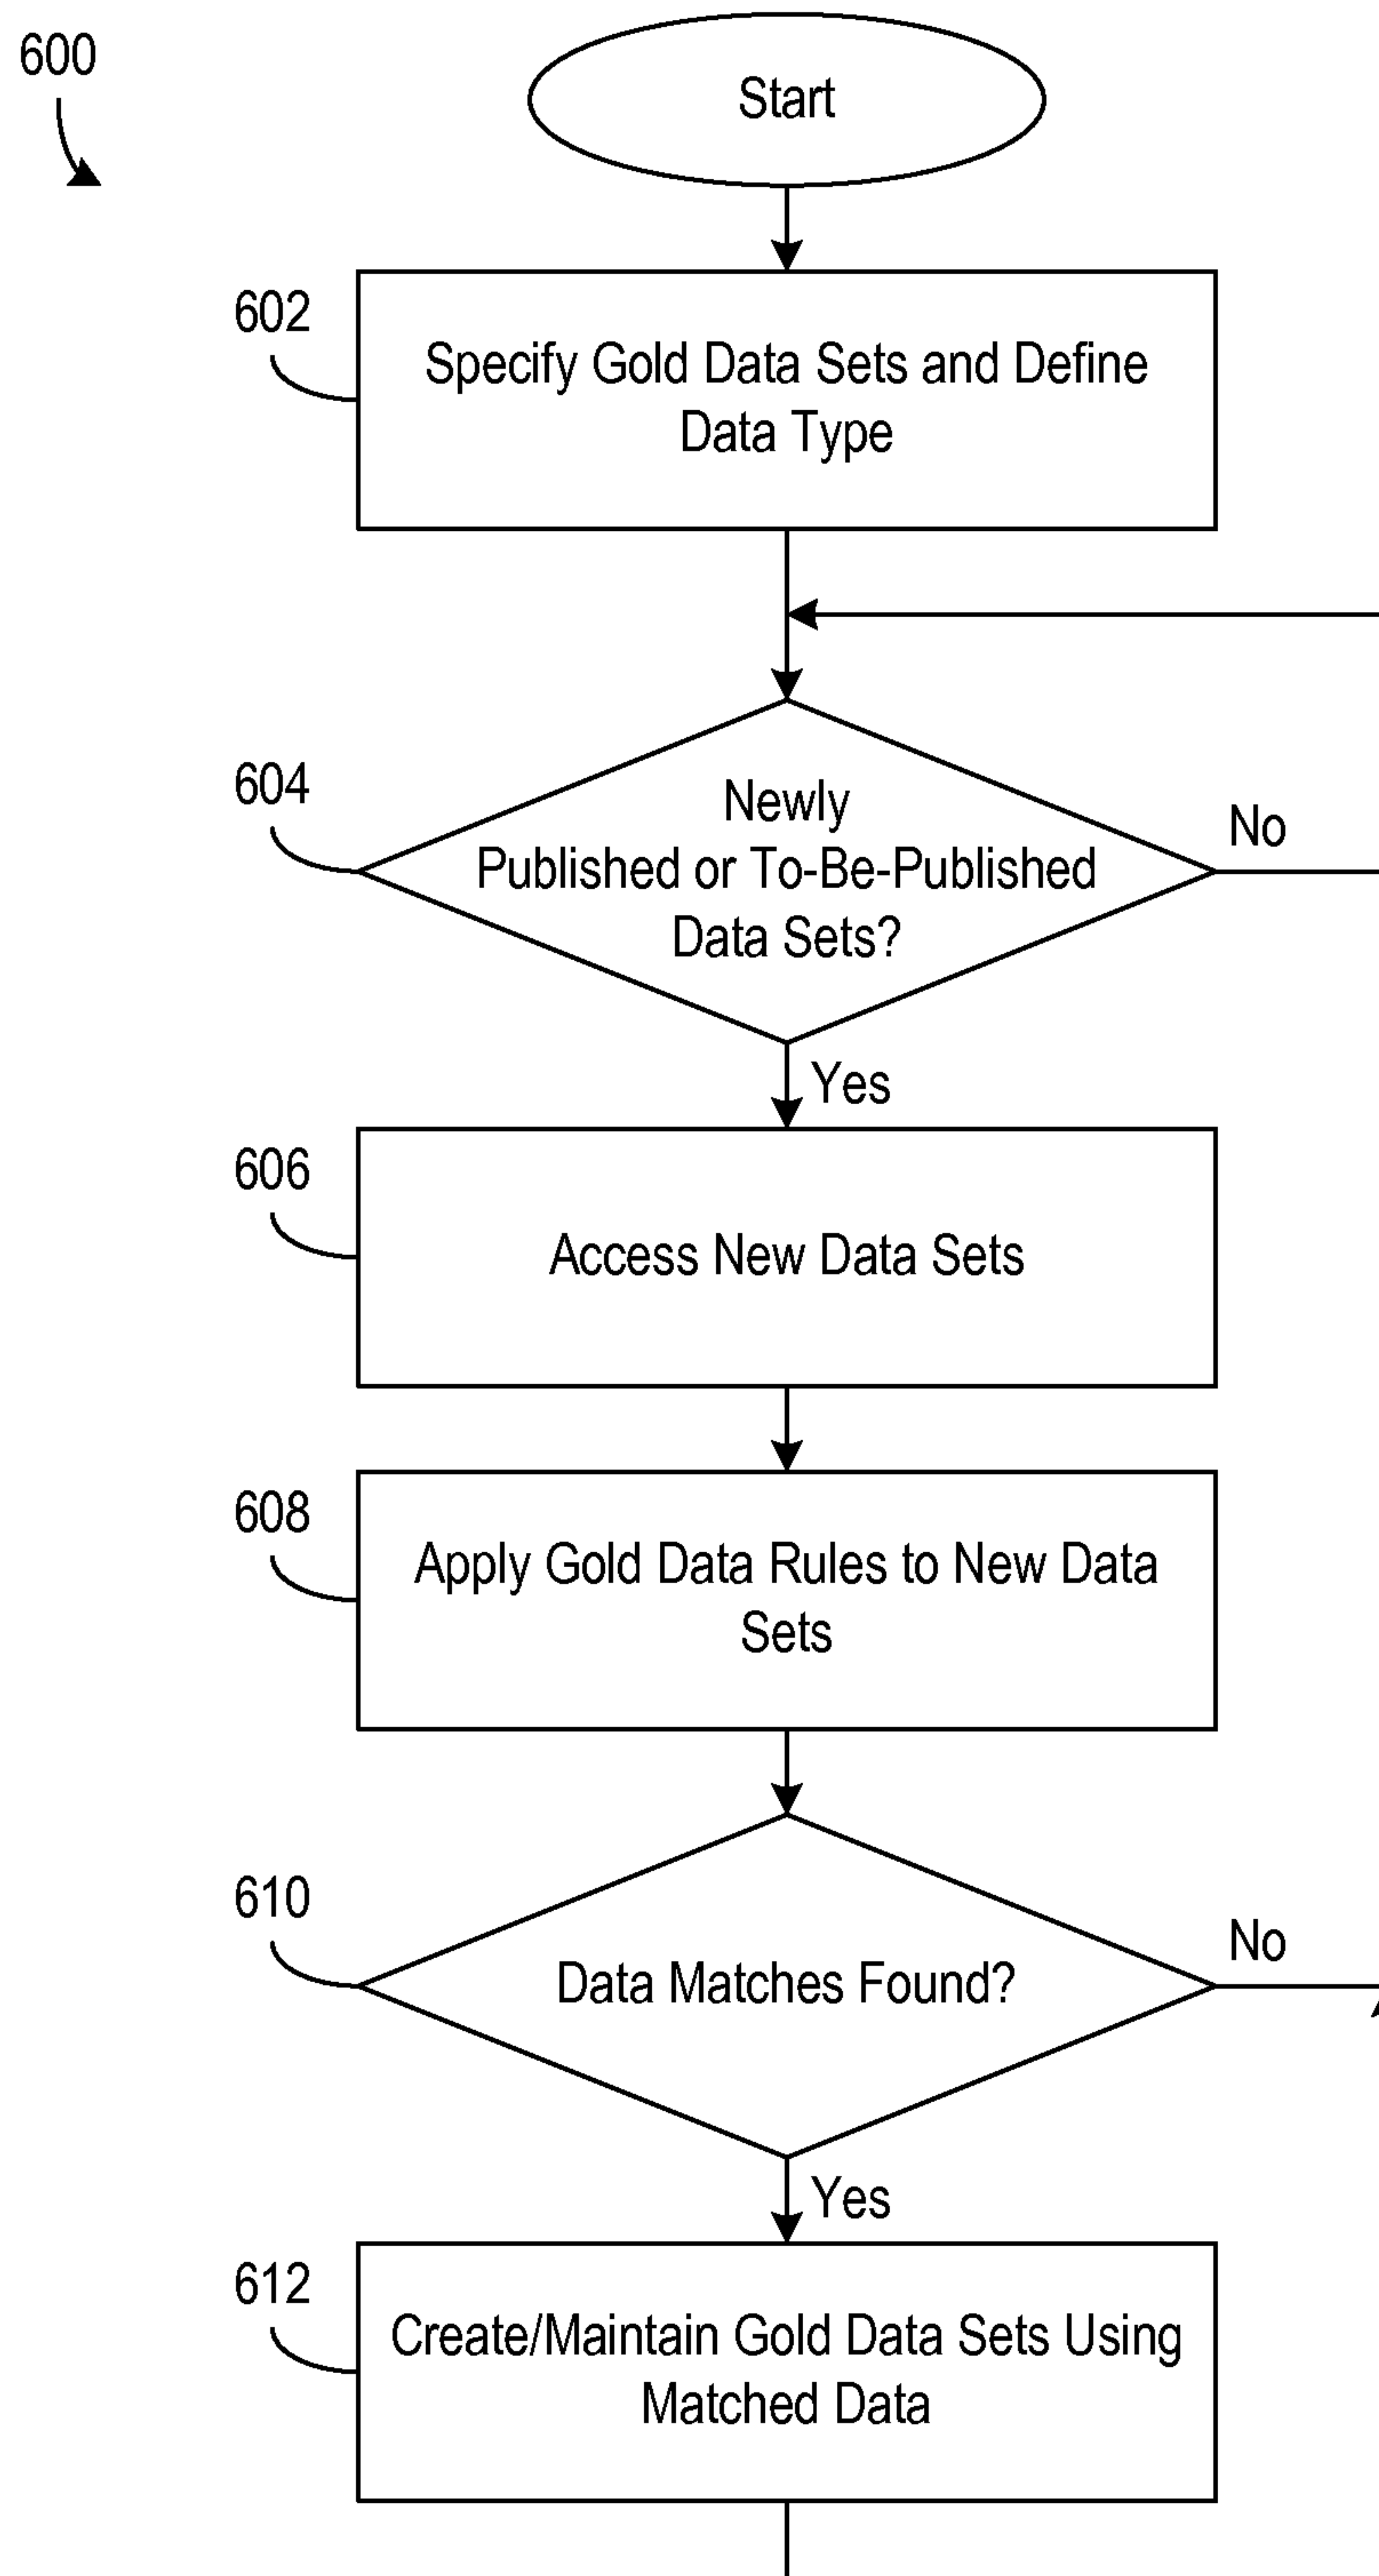 600
Start
602
Specify Gold Data Sets and Define
Data Type
604
Newly
Published or To-Be-Published
Data Sets?
No
Yes
606
Access New Data Sets
608
Apply Gold Data Rules to New Data
Sets
610
Data Matches Found?
No
Yes
612
Create/Maintain Gold Data Sets Using
Matched Data